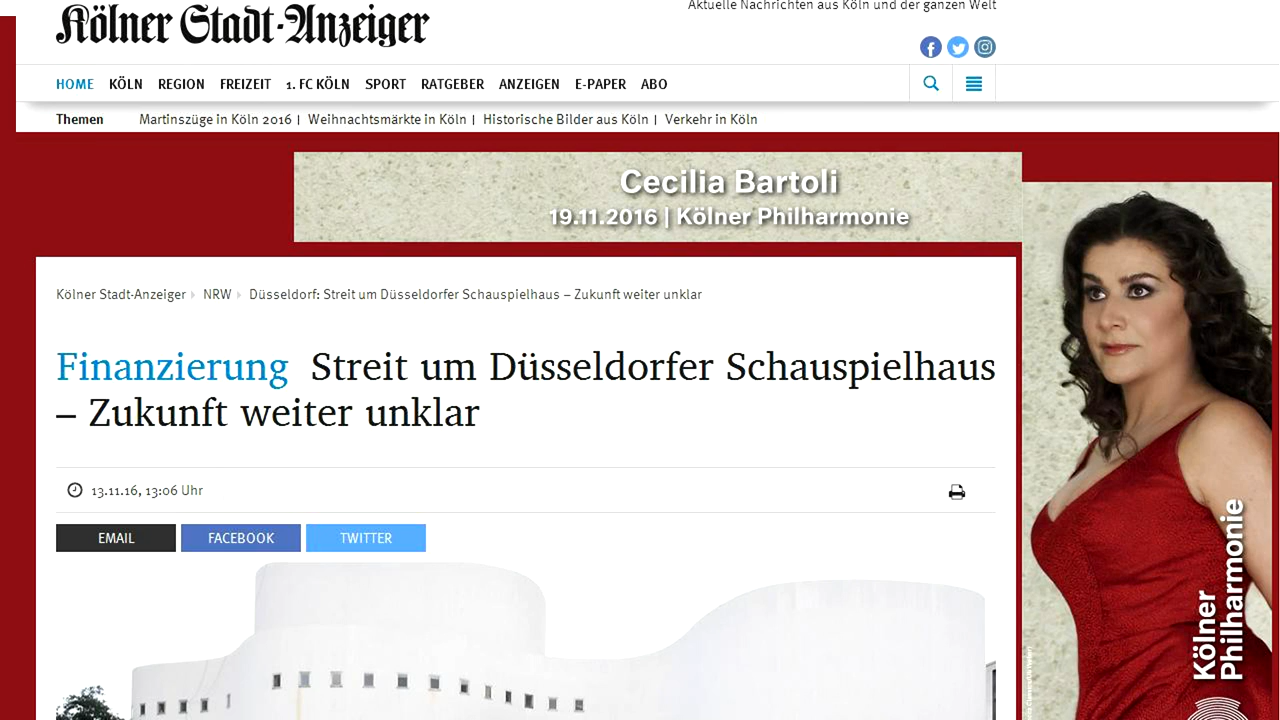 Aktuelle Nachrichten aus Köln und der ganzen Welt
Kölner Stadt-Anzeiger
HOME KÖLN REGION FREIZEIT 1. FC KÖLN SPORT RATGEBER ANZEIGEN E-PAPER ABO
Themen Martinszüge in Köln 2016 | Weihnachtsmärkte in Köln | Historische Bilder aus Köln | Verkehr in Köln
Cecilia Bartoli
19.11.2016 | Kölner Philharmonie
Kölner Stadt-Anzeiger NRW Düsseldorf: Streit um Düsseldorfer Schauspielhaus – Zukunft weiter unklar
Finanzierung Streit um Düsseldorfer Schauspielhaus
– Zukunft weiter unklar
13.11.16, 13:06 Uhr
EMAIL FACEBOOK TWITTER
Kölner
Philharmonie